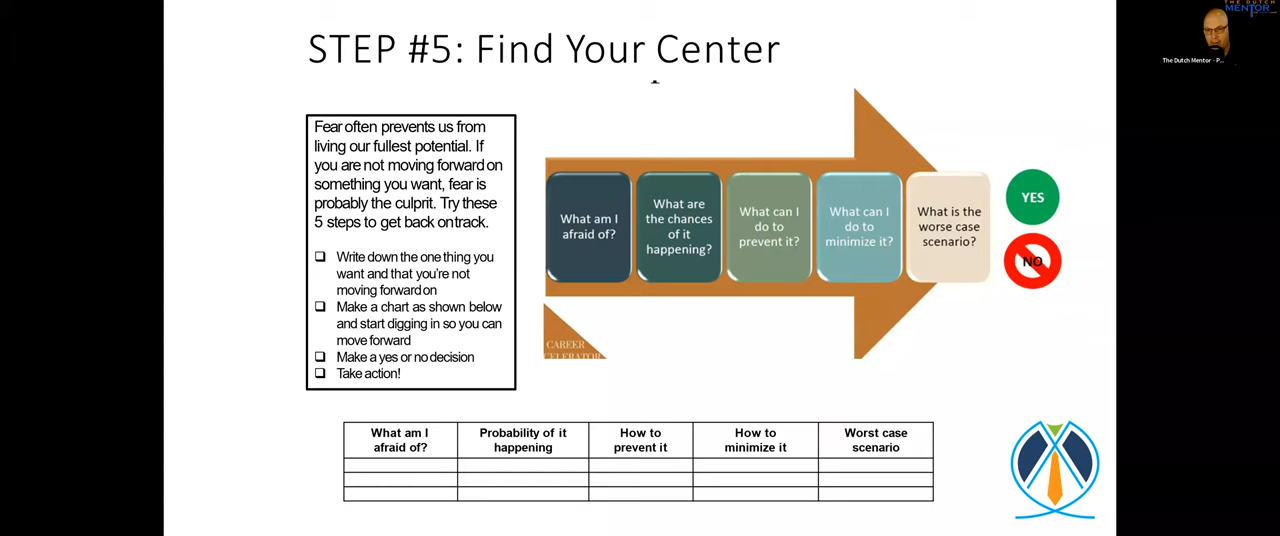 STEP #5: Find Your Center
THE DUTCH
MENTOR
The Dutch Mentor - P...
Fear often prevents us from
living our fullest potential. If
you are not moving forward on
something you want, fear is
probably the culprit. Try these
5 steps to get back on track.
Write down the one thing you
want and that you're not
moving forward on
Make a chart as shown below
and start digging in so you can
move forward
Make a yes or no decision
Take action!
What am I
afraid of?
What are
the chances
of it
happening?
What can I
do to
prevent it?
What can I
do to
minimize it?
What is the
worse case
scenario?
YES
NO
CAREER
CELERATOR
What am I
afraid of?
Probability of it
happening
How to
prevent it
How to
minimize it
Worst case
scenario